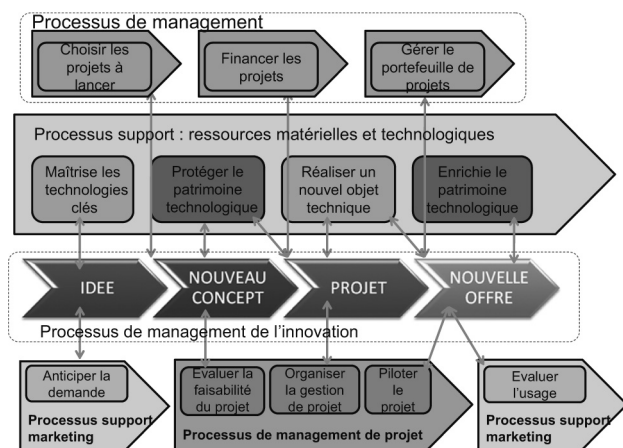 Processus de management
Choisir les
projets à
lancer
Financer les
projets
Gérer le
portefeuille de
projets
Processus support : ressources matérielles et technologiques
Maîtrise les
technologies
clés
Protéger le
patrimoine
technologique
Réaliser un
nouvel objet
technique
Enrichie le
patrimoine
technologique
IDEE
NOUVEAU
CONCEPT
PROJET
NOUVELLE
OFFRE
Processus de management de l'innovation
Anticiper la
demande
Processus support
marketing
Evaluer la
faisabilité
du projet
Organiser
la gestion
de projet
Piloter
le
projet
Processus de management de projet
Evaluer
l'usage
Processus support
marketing